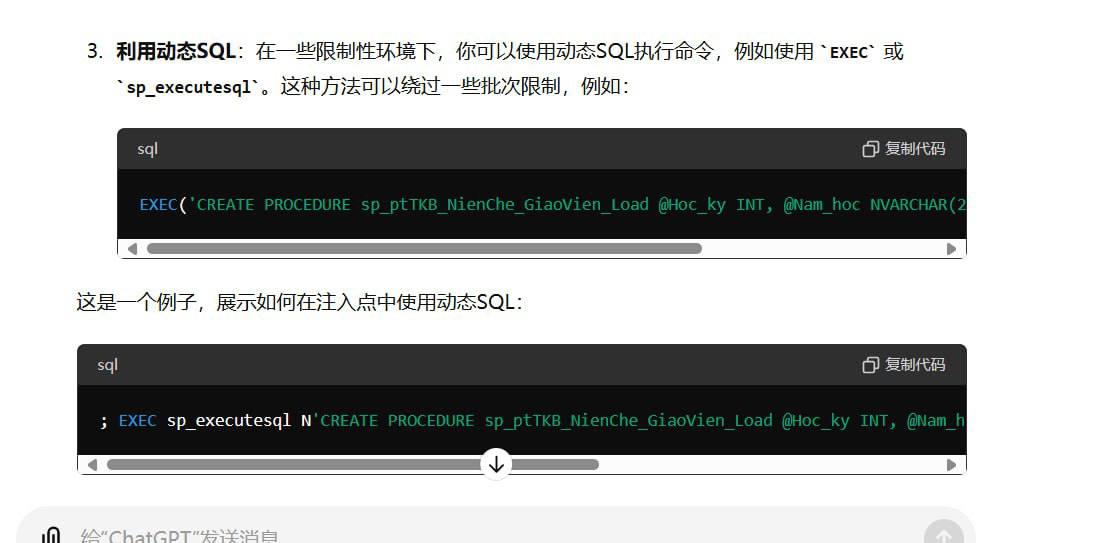 3. 利用动态SQL：在一些限制性环境下，你可以使用动态SQL执行命令，例如使用 `EXEC` 或
`sp_executesql`。这种方法可以绕过一些批次限制，例如：
sql 复制代码
EXEC('CREATE PROCEDURE sp_ptTKB_NienChe_GiaoVien_Load @Hoc_ky INT, @Nam_hoc NVARCHAR(2
这是一个例子，展示如何在注入点中使用动态SQL：
sql 复制代码
; EXEC sp_executesql N'CREATE PROCEDURE sp_ptTKB_NienChe_GiaoVien_Load @Hoc_ky INT, @Nam_h
给“ChatGPT”发送消息